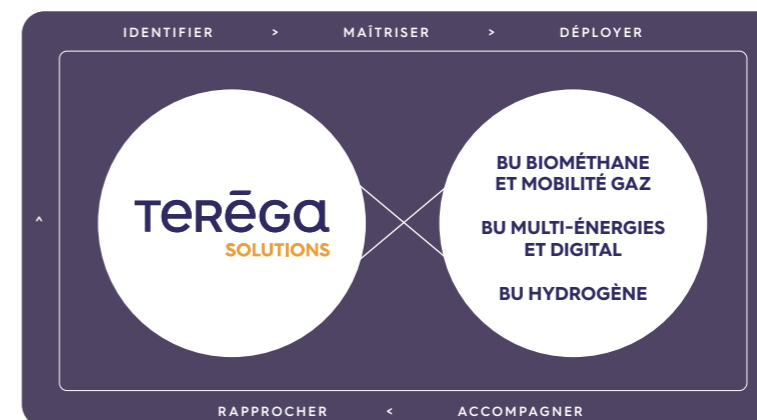 IDENTIFIER > MAÎTRISER > DÉPLOYER
^
TERĒGA
SOLUTIONS
BU BIOMÉTHANE
ET MOBILITÉ GAZ
BU MULTI-ÉNERGIES
ET DIGITAL
BU HYDROGÈNE
RAPPROCHER < ACCOMPAGNER